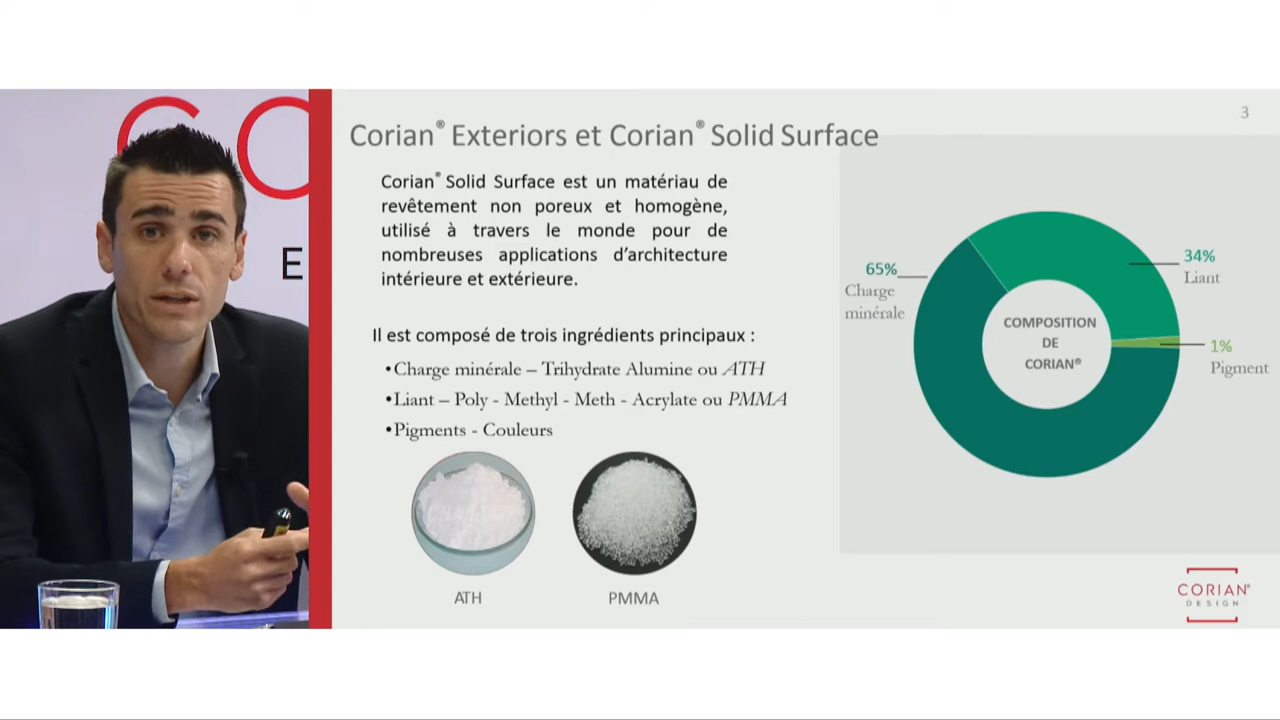 CO
E
3
Corian® Exteriors et Corian® Solid Surface
Corian® Solid Surface est un matériau de
revêtement non poreux et homogène,
utilisé à travers le monde pour de
nombreuses applications d’architecture
intérieure et extérieure.
Il est composé de trois ingrédients principaux :
•Charge minérale – Trihydrate Alumine ou ATH
•Liant – Poly - Methyl - Meth - Acrylate ou PMMA
•Pigments - Couleurs
ATH
PMMA
65%
Charge
minérale
COMPOSITION
DE
CORIAN®
34%
Liant
1%
Pigment
CORIAN®
DESIGN